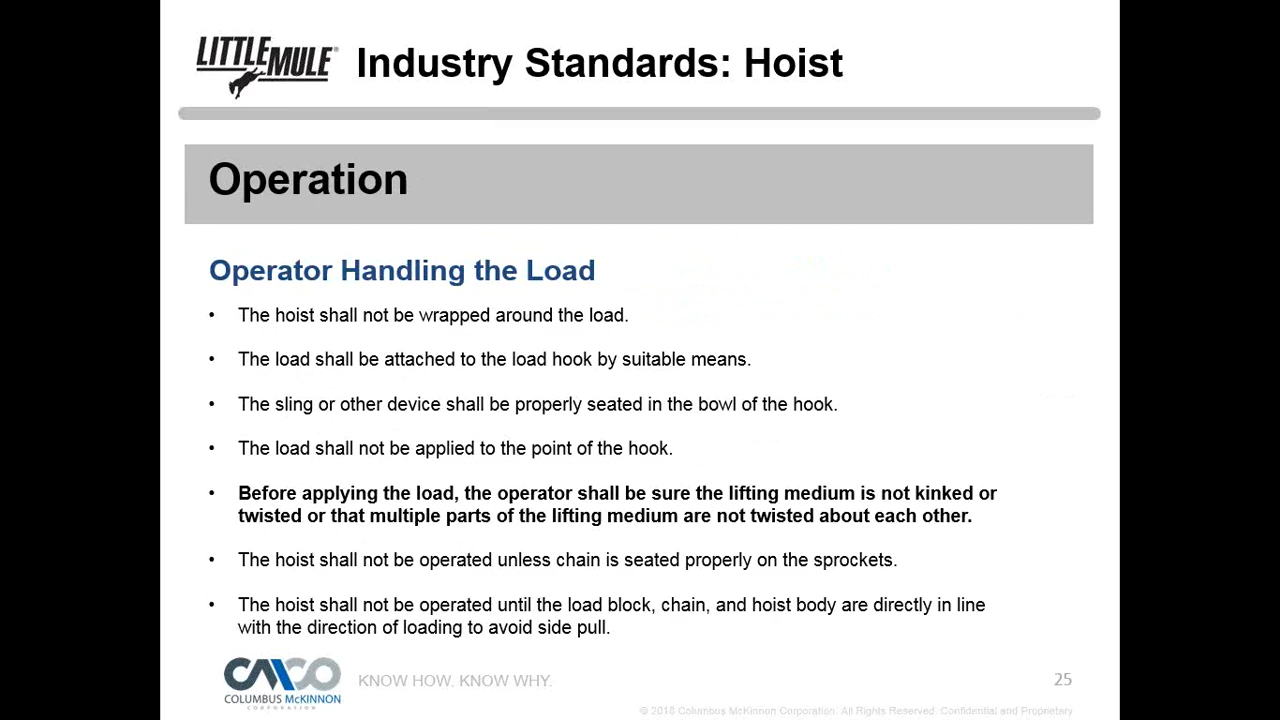 LITTLE MULE® Industry Standards: Hoist
Operation
Operator Handling the Load
• The hoist shall not be wrapped around the load.
• The load shall be attached to the load hook by suitable means.
• The sling or other device shall be properly seated in the bowl of the hook.
• The load shall not be applied to the point of the hook.
• Before applying the load, the operator shall be sure the lifting medium is not kinked or
twisted or that multiple parts of the lifting medium are not twisted about each other.
• The hoist shall not be operated unless chain is seated properly on the sprockets.
• The hoist shall not be operated until the load block, chain, and hoist body are directly in line
with the direction of loading to avoid side pull.
CMCO
COLUMBUS McKINNON
CORPORATION
KNOW HOW. KNOW WHY.
25
© 2018 Columbus McKinnon Corporation. All Rights Reserved. Confidential and Proprietary